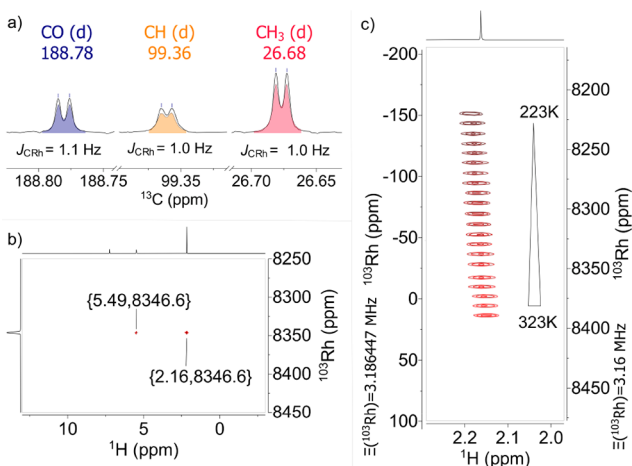 a)
CO (d)
188.78
CH (d)
99.36
CH₃ (d)
26.68
J_CRh = 1.1 Hz
J_CRh = 1.0 Hz
J_CRh = 1.0 Hz
188.80 188.75 99.35 26.70 26.65
¹³C (ppm)
b)
8250
8300
8350
8400
8450
¹⁰³Rh (ppm)
{5.49,8346.6}
{2.16,8346.6}
10 5 0
¹H (ppm)
c)
-200
-150
-100
-50
0
50
100
¹⁰³Rh (ppm)
Ξ(¹⁰³Rh)=3.186447 MHz
223K
323K
8200
8250
8300
8350
8400
8450
¹⁰³Rh (ppm)
Ξ(¹⁰³Rh)=3.16 MHz
2.2 2.1 2.0
¹H (ppm)